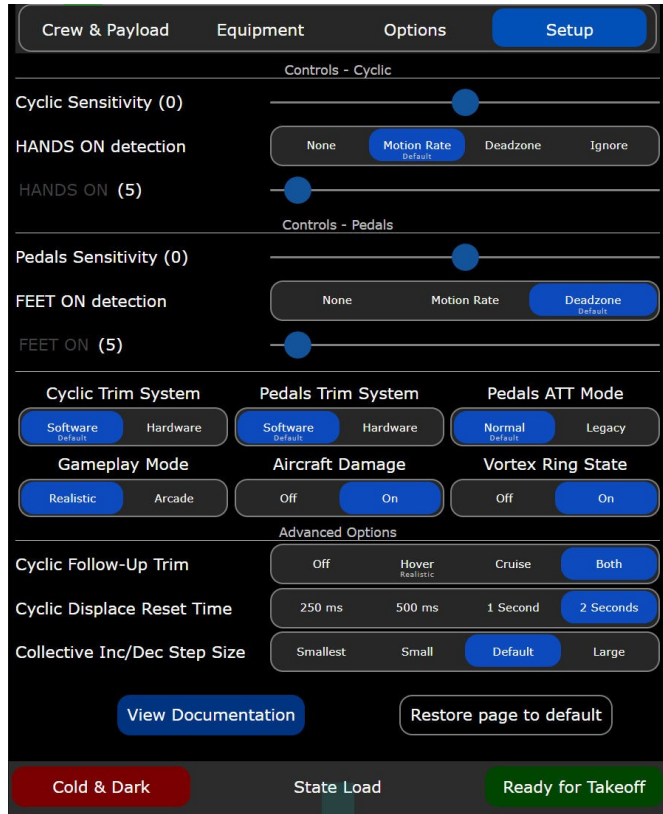 Crew & Payload Equipment Options Setup
Controls - Cyclic
Cyclic Sensitivity (0)
HANDS ON detection None Motion Rate Deadzone Ignore
Default
HANDS ON (5)
Controls - Pedals
Pedals Sensitivity (0)
FEET ON detection None Motion Rate Deadzone
Default
FEET ON (5)
Cyclic Trim System Pedals Trim System Pedals ATT Mode
Software Hardware Software Hardware Normal Legacy
Default Default Default
Gameplay Mode Aircraft Damage Vortex Ring State
Realistic Arcade Off On Off On
Advanced Options
Cyclic Follow-Up Trim Off Hover Cruise Both
Realistic
Cyclic Displace Reset Time 250 ms 500 ms 1 Second 2 Seconds
Collective Inc/Dec Step Size Smallest Small Default Large
View Documentation Restore page to default
Cold & Dark State Load Ready for Takeoff